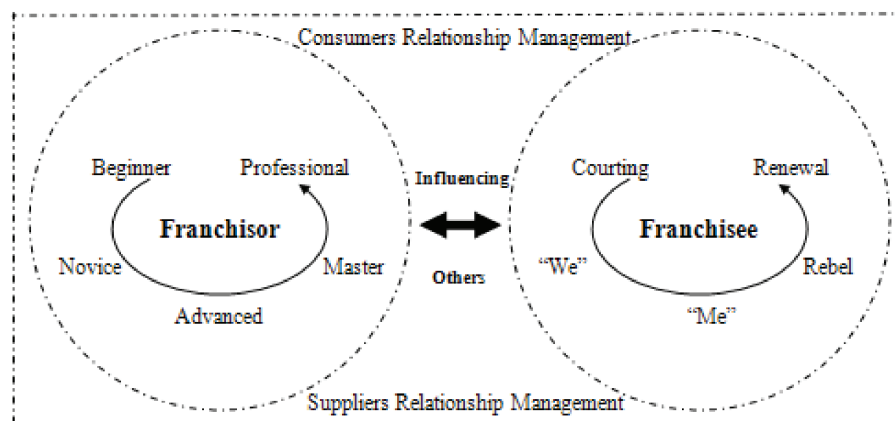 Consumers Relationship Management
Beginner
Professional
Franchisor
Novice
Master
Advanced
Influencing
Others
Courting
Renewal
Franchisee
“We”
Rebel
“Me”
Suppliers Relationship Management